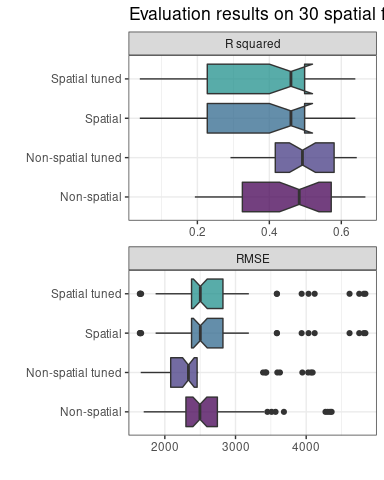 Evaluation results on 30 spatial f
R squared
Spatial tuned
Spatial
Non-spatial tuned
Non-spatial
0.2 0.4 0.6
RMSE
Spatial tuned
Spatial
Non-spatial tuned
Non-spatial
2000 3000 4000